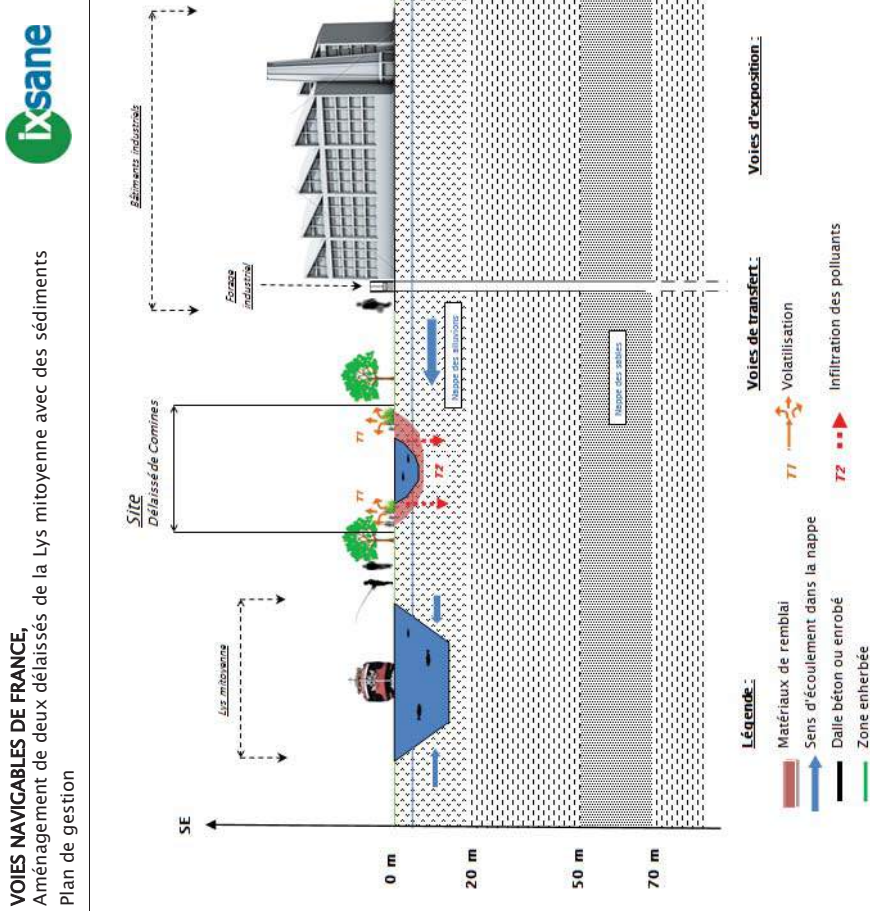 VOIES NAVIGABLES DE FRANCE,
Aménagement de deux délaissés de la Lys mitoyenne avec des sédiments
Plan de gestion
ixsane
SE
Lys mitoyenne
Site
Délaissé de Comines
Forage
industriel
Bâtiments industriels
T1
T1
T2
Nappe des alluvions
Nappe des sables
0 m
20 m
50 m
70 m
Légende :
Matériaux de remblai
Sens d'écoulement dans la nappe
Dalle béton ou enrobé
Zone enherbée
Voies de transfert :
T1 Volatilisation
T2 Infiltration des polluants
Voies d'exposition :